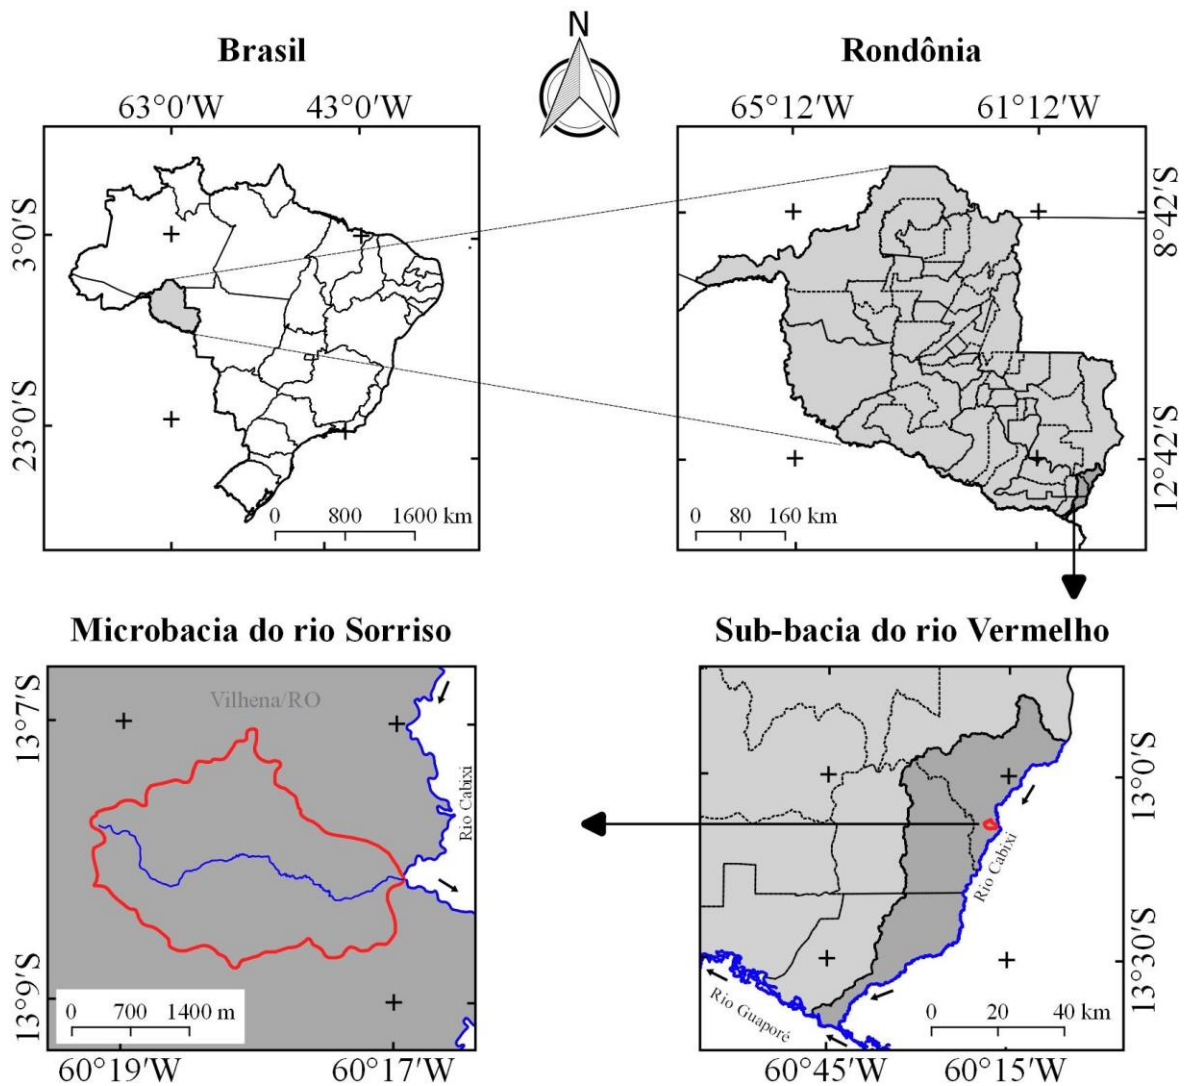 N
Brasil
63°0'W 43°0'W
3°0'S
23°0'S
0 800 1600 km
Rondônia
65°12'W 61°12'W
8°42'S
12°42'S
0 80 160 km
Microbacia do rio Sorriso
Vilhena/RO
13°7'S
13°9'S
Rio Cabixi
0 700 1400 m
60°19'W 60°17'W
Sub-bacia do rio Vermelho
13°0'S
13°30'S
Rio Cabixi
Rio Guaporé
0 20 40 km
60°45'W 60°15'W